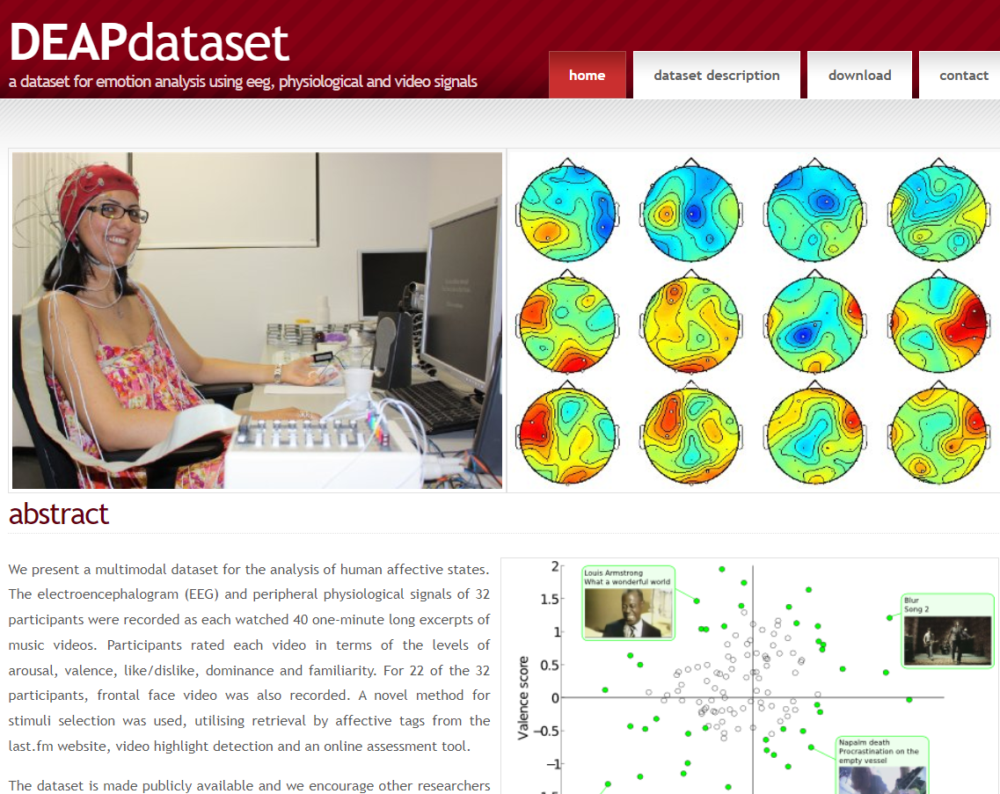 DEAPdataset
a dataset for emotion analysis using eeg, physiological and video signals
home
dataset description
download
contact
abstract
We present a multimodal dataset for the analysis of human affective states.
The electroencephalogram (EEG) and peripheral physiological signals of 32
participants were recorded as each watched 40 one-minute long excerpts of
music videos. Participants rated each video in terms of the levels of
arousal, valence, like/dislike, dominance and familiarity. For 22 of the 32
participants, frontal face video was also recorded. A novel method for
stimuli selection was used, utilising retrieval by affective tags from the
last.fm website, video highlight detection and an online assessment tool.
The dataset is made publicly available and we encourage other researchers
Valence score
2
1.5
1
0.5
0
−0.5
−1
Louis Armstrong
What a wonderful world
Blur
Song 2
Napalm death
Procrastination on the
empty vessel